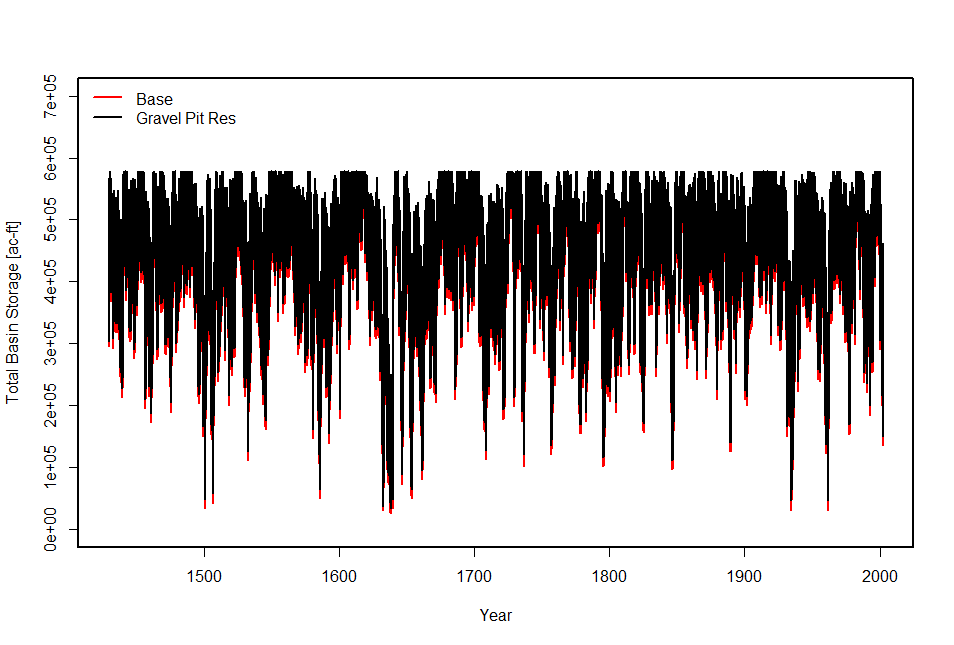 Base
Gravel Pit Res
Total Basin Storage [ac-ft]
7e+05
6e+05
5e+05
4e+05
3e+05
2e+05
1e+05
0e+00
1500 1600 1700 1800 1900 2000
Year